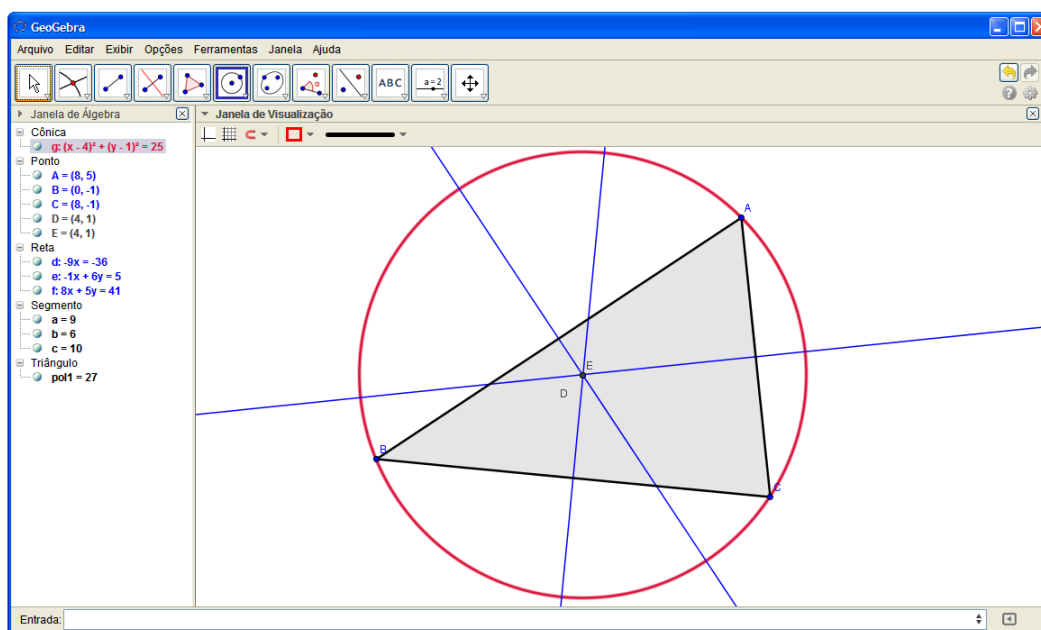 GeoGebra
Arquivo Editar Exibir Opções Ferramentas Janela Ajuda
ABC
a=2
Janela de Álgebra
Janela de Visualização
Cônica
g: (x - 4)² + (y - 1)² = 25
Ponto
A = (8, 5)
B = (0, -1)
C = (8, -1)
D = (4, 1)
E = (4, 1)
Reta
d: -9x = -36
e: -1x + 6y = 5
f: 8x + 5y = 41
Segmento
a = 9
b = 6
c = 10
Triângulo
pol1 = 27
A
E
D
B
C
Entrada: